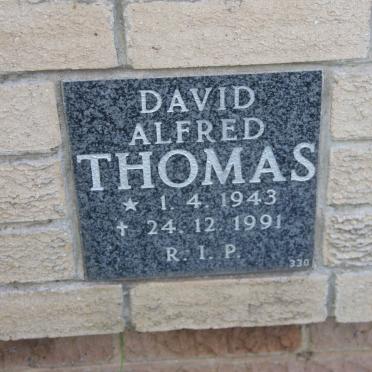 DAVID
ALFRED
THOMAS
★ 1. 4. 1943
✝ 24. 12. 1991
R. I. P.
330